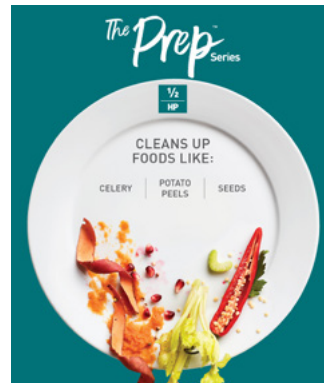 The Prep™
Series
1/2
HP
CLEANS UP
FOODS LIKE:
CELERY | POTATO PEELS | SEEDS